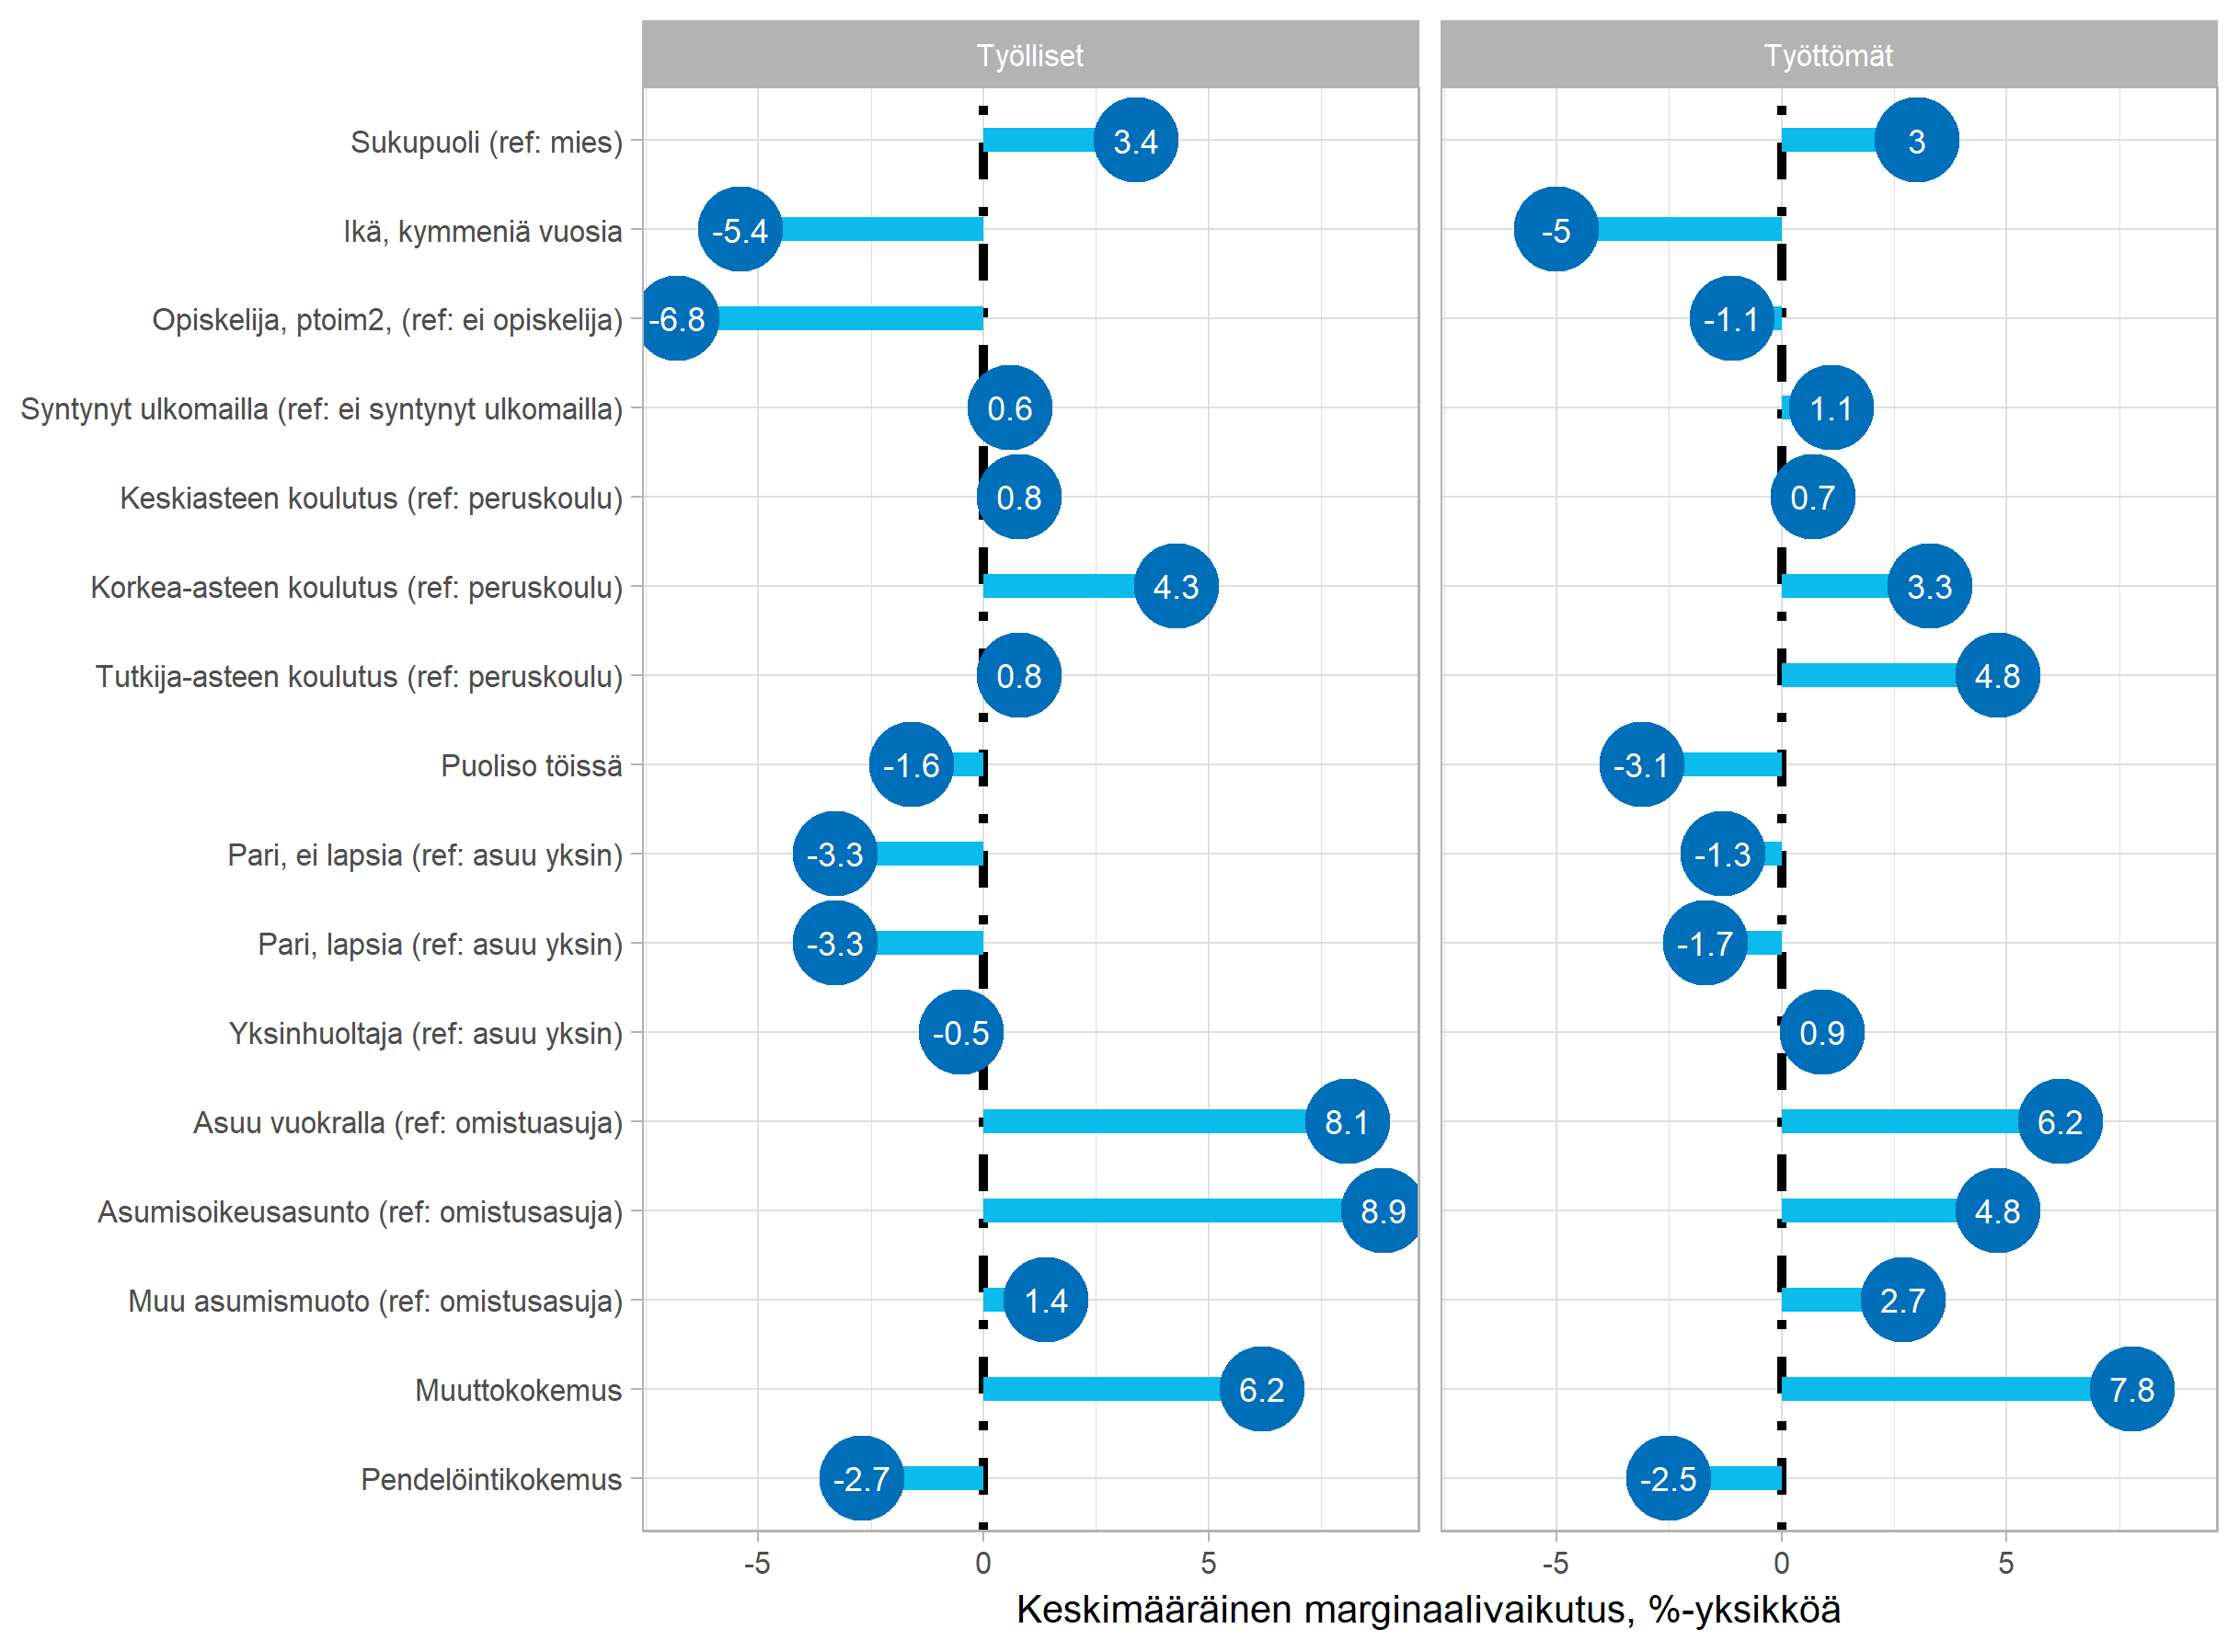 Työlliset Työttömät
Sukupuoli (ref: mies) 3.4 3
Ikä, kymmeniä vuosia -5.4 -5
Opiskelija, ptoim2, (ref: ei opiskelija) -6.8 -1.1
Syntynyt ulkomailla (ref: ei syntynyt ulkomailla) 0.6 1.1
Keskiasteen koulutus (ref: peruskoulu) 0.8 0.7
Korkea-asteen koulutus (ref: peruskoulu) 4.3 3.3
Tutkija-asteen koulutus (ref: peruskoulu) 0.8 4.8
Puoliso töissä -1.6 -3.1
Pari, ei lapsia (ref: asuu yksin) -3.3 -1.3
Pari, lapsia (ref: asuu yksin) -3.3 -1.7
Yksinhuoltaja (ref: asuu yksin) -0.5 0.9
Asuu vuokralla (ref: omistuasuja) 8.1 6.2
Asumisoikeusasunto (ref: omistusasuja) 8.9 4.8
Muu asumismuoto (ref: omistusasuja) 1.4 2.7
Muuttokokemus 6.2 7.8
Pendelöintikokemus -2.7 -2.5
-5 0 5 -5 0 5
Keskimääräinen marginaalivaikutus, %-yksikköä